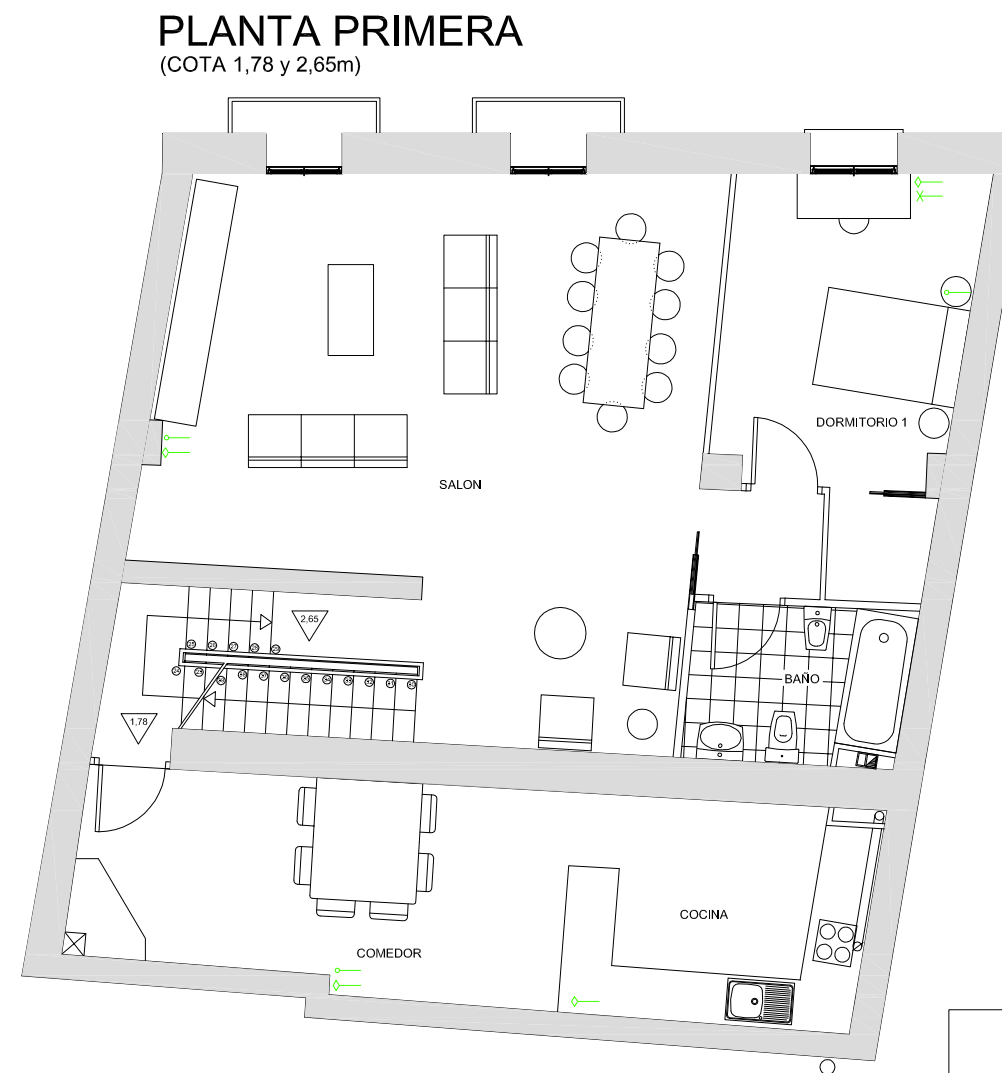 PLANTA PRIMERA
(COTA 1,78 y 2,65m)
DORMITORIO 1
SALON
2,65
BAÑO
1,78
COCINA
COMEDOR